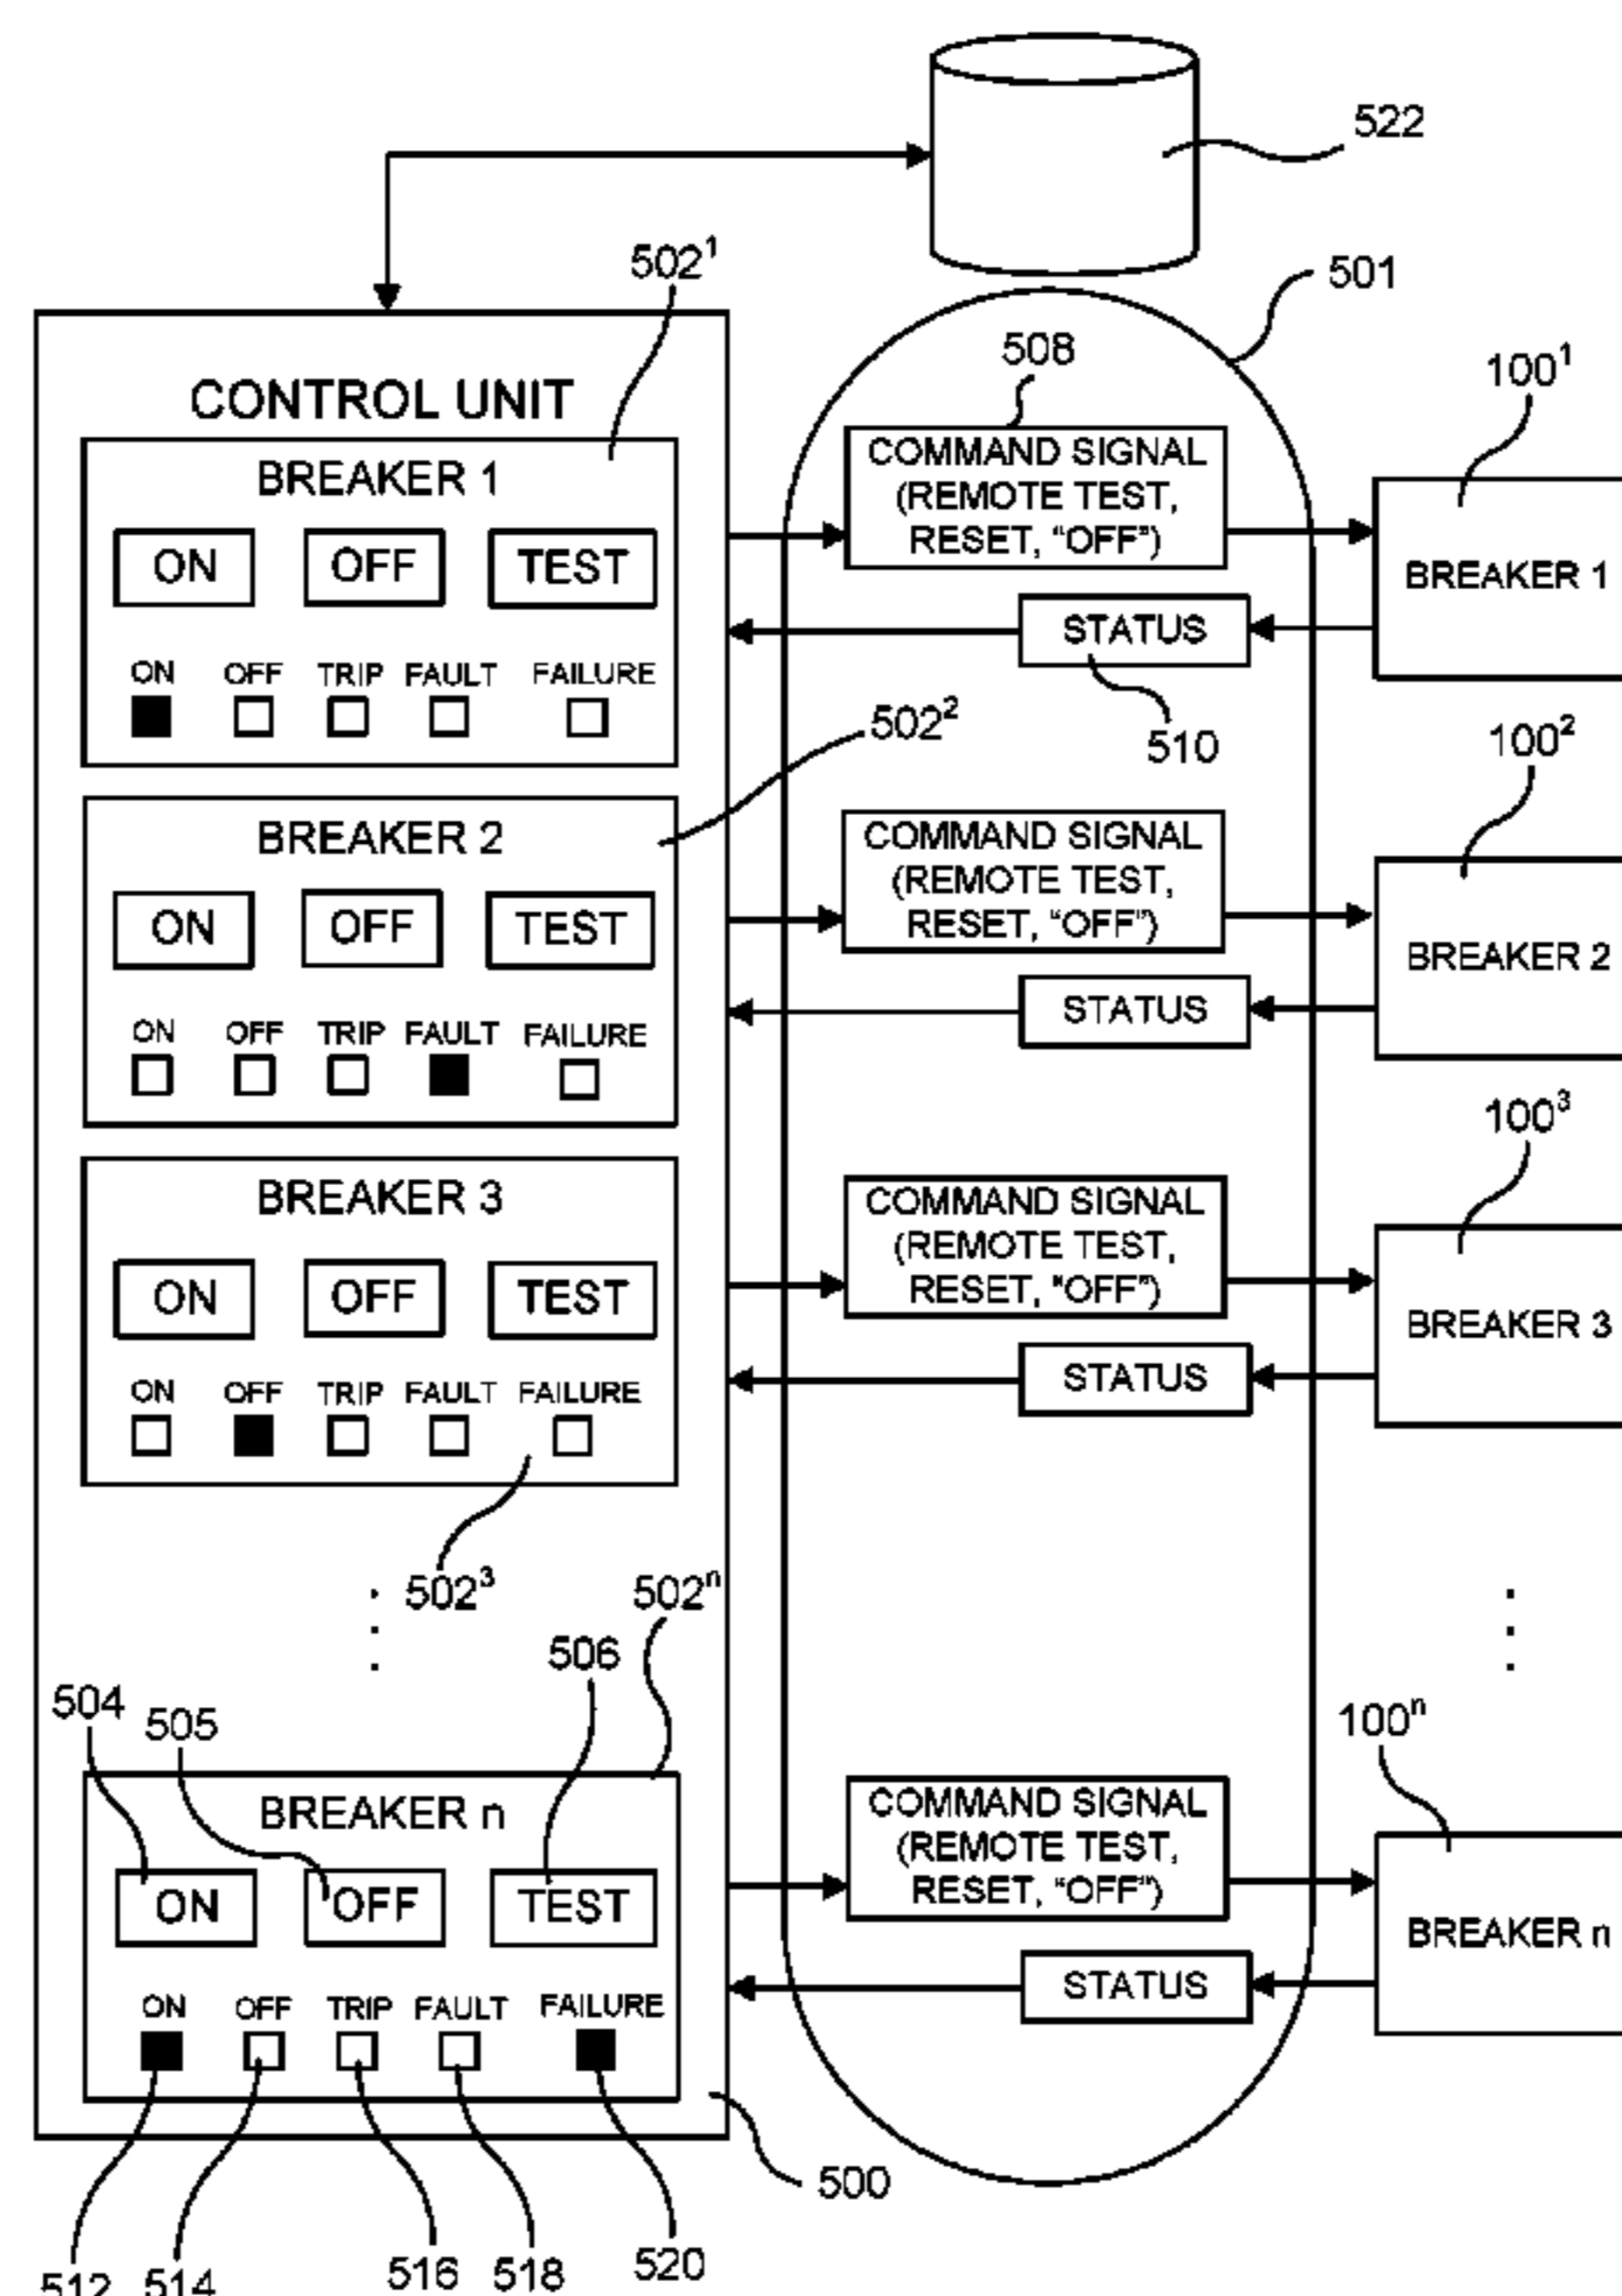 522
502¹
501
508
100¹
CONTROL UNIT
BREAKER 1
ON OFF TEST
ON OFF TRIP FAULT FAILURE
COMMAND SIGNAL
(REMOTE TEST,
RESET, “OFF”)
STATUS
510
BREAKER 1
502²
100²
BREAKER 2
ON OFF TEST
ON OFF TRIP FAULT FAILURE
COMMAND SIGNAL
(REMOTE TEST,
RESET, “OFF”)
STATUS
BREAKER 2
100³
BREAKER 3
ON OFF TEST
ON OFF TRIP FAULT FAILURE
COMMAND SIGNAL
(REMOTE TEST,
RESET, “OFF”)
STATUS
BREAKER 3
502³
502ⁿ
506
504
505
100ⁿ
BREAKER n
ON OFF TEST
ON OFF TRIP FAULT FAILURE
COMMAND SIGNAL
(REMOTE TEST,
RESET, “OFF”)
STATUS
BREAKER n
500
512 514 516 518 520